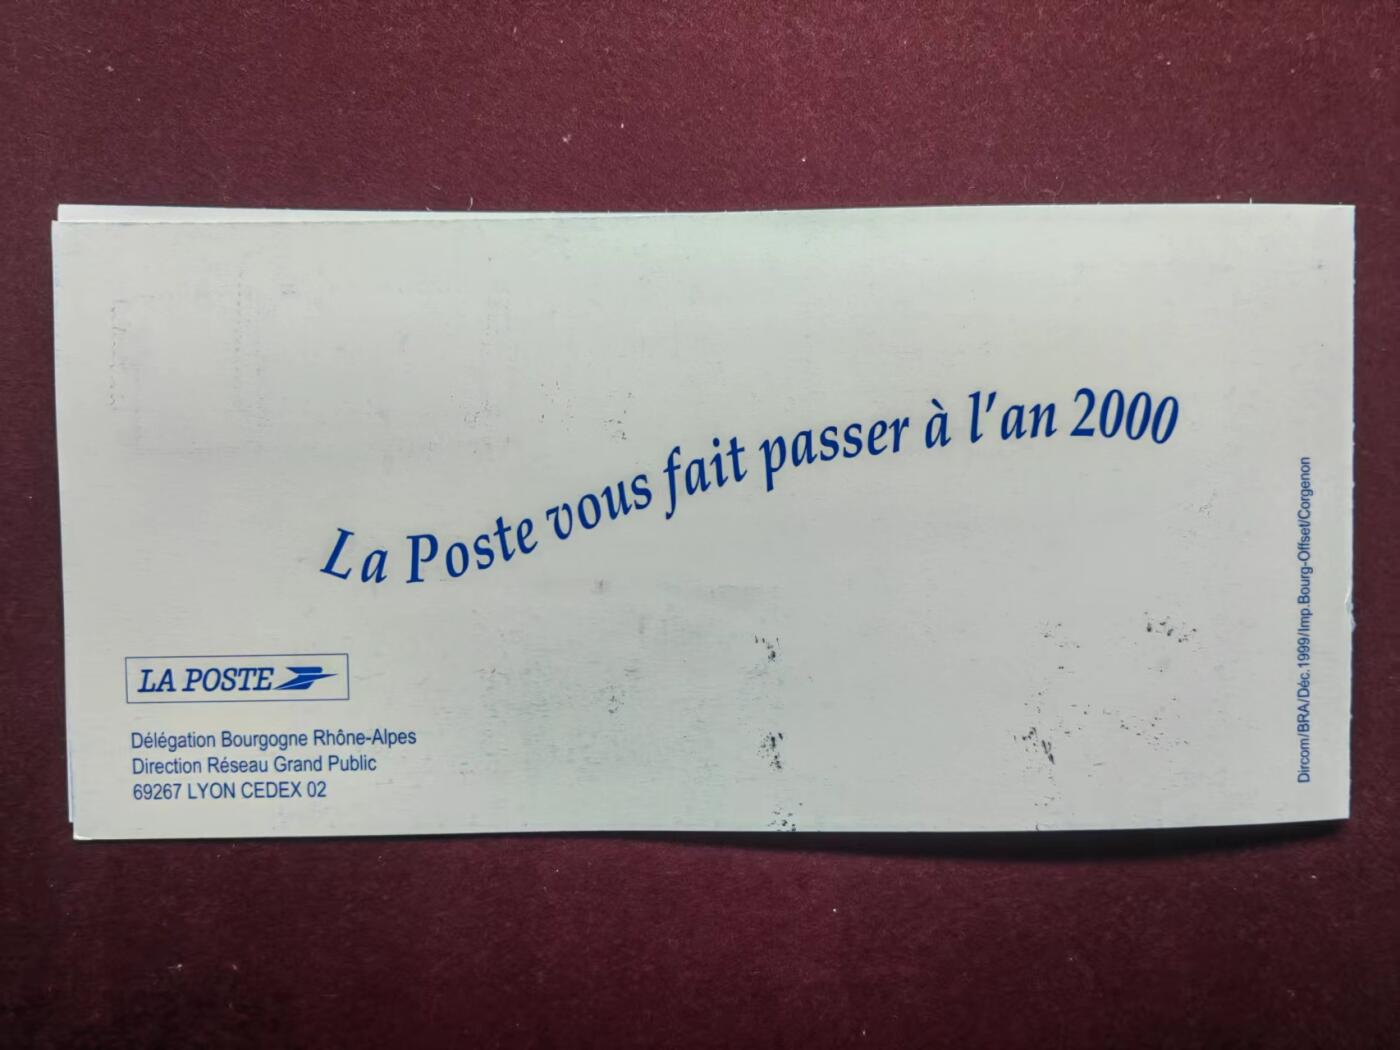 La Poste vous fait passer à l'an 2000
LA POSTE
Délégation Bourgogne Rhône-Alpes
Direction Réseau Grand Public
69267 LYON CEDEX 02
Dircom/BRA/Déc.1999/Imp.Bourg-Offset/Corgenon